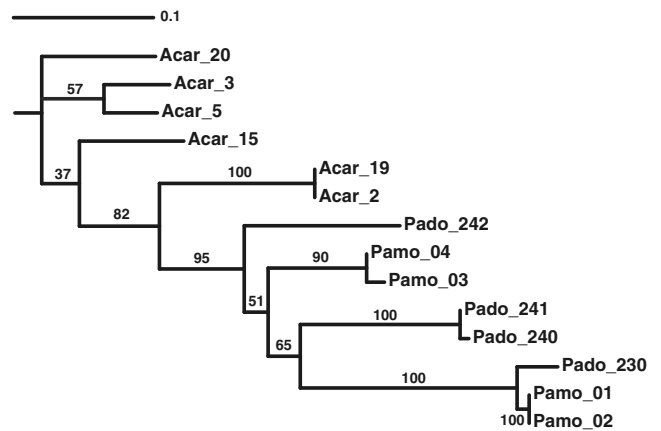 0.1
Acar_20
57
Acar_3
Acar_5
Acar_15
37
100
Acar_19
Acar_2
82
Pado_242
95
90
Pamo_04
Pamo_03
51
100
Pado_241
Pado_240
65
100
Pado_230
Pamo_01
100
Pamo_02